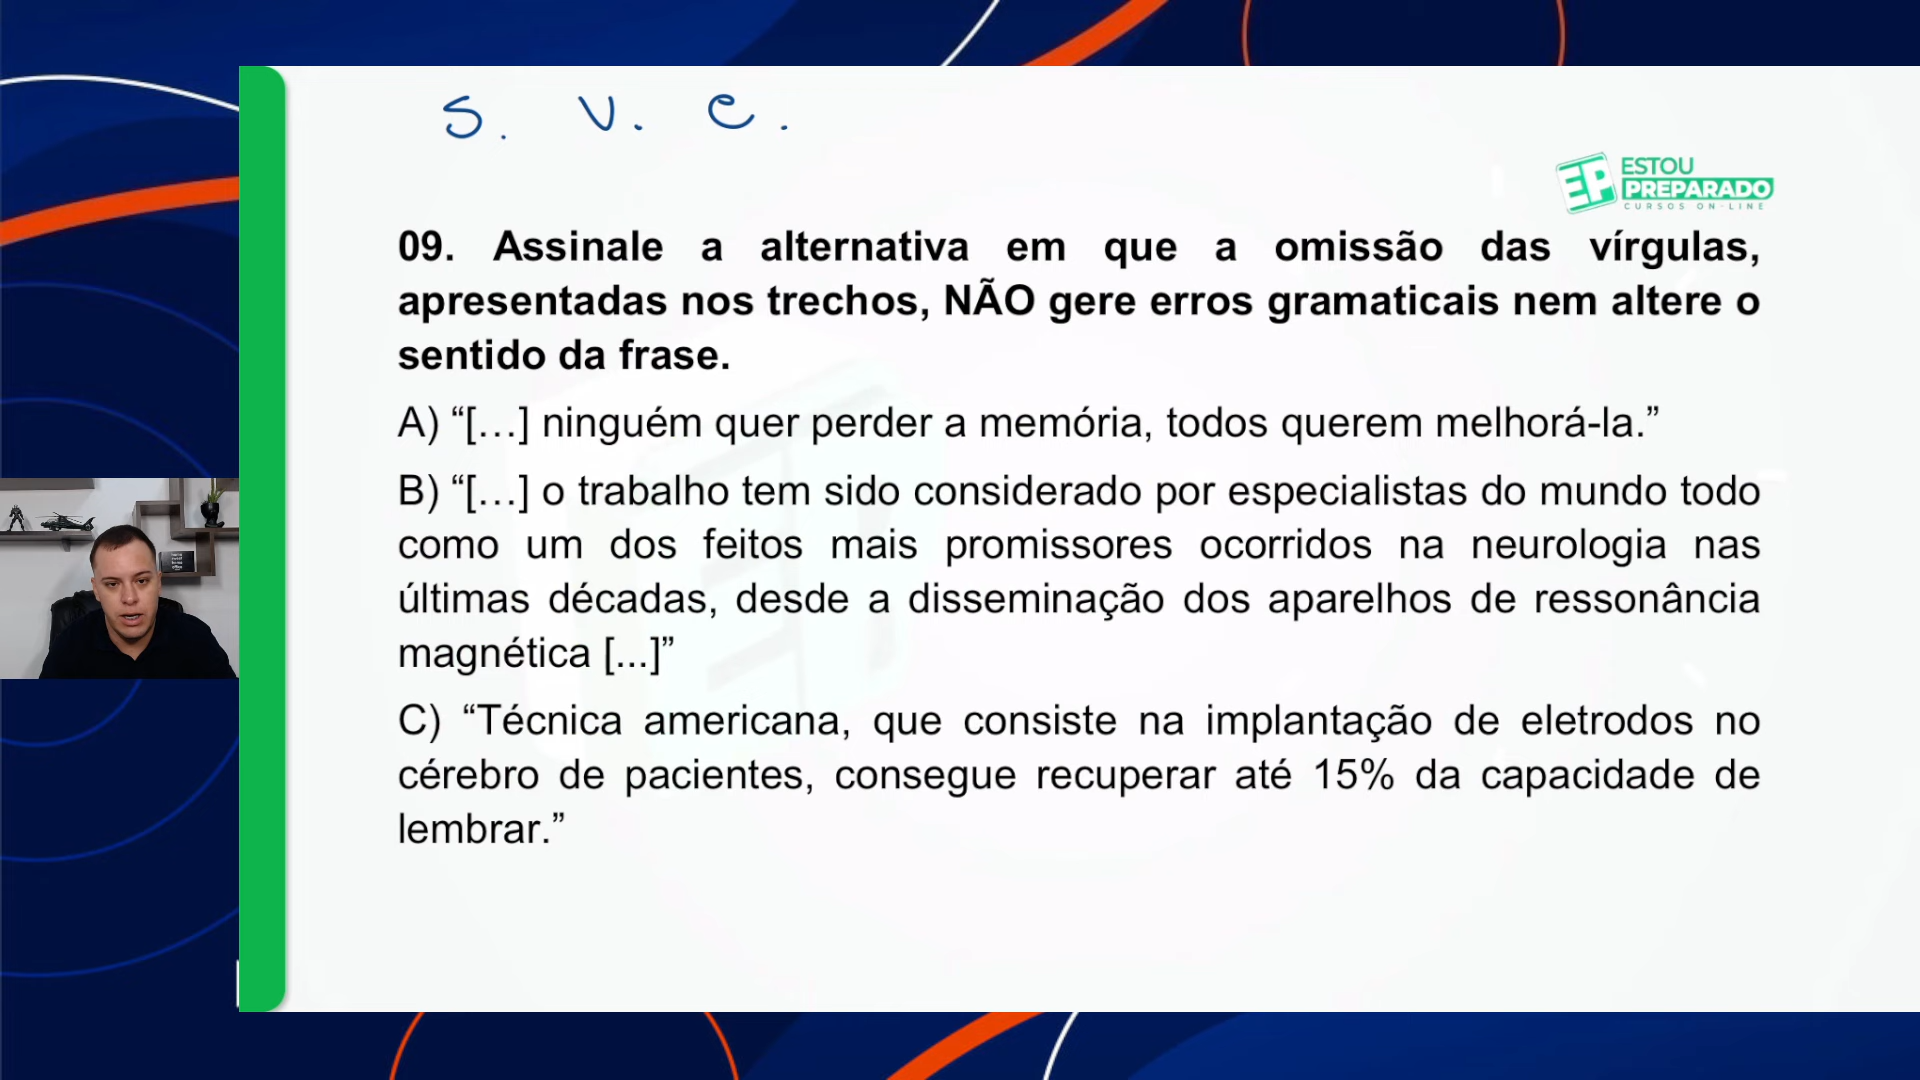 S. V. C.
ESTOU
PREPARADO
CURSOS ON-LINE
09. Assinale a alternativa em que a omissão das vírgulas,
apresentadas nos trechos, NÃO gere erros gramaticais nem altere o
sentido da frase.
A) “[…] ninguém quer perder a memória, todos querem melhorá-la.”
B) “[…] o trabalho tem sido considerado por especialistas do mundo todo
como um dos feitos mais promissores ocorridos na neurologia nas
últimas décadas, desde a disseminação dos aparelhos de ressonância
magnética [...]”
C) “Técnica americana, que consiste na implantação de eletrodos no
cérebro de pacientes, consegue recuperar até 15% da capacidade de
lembrar.”